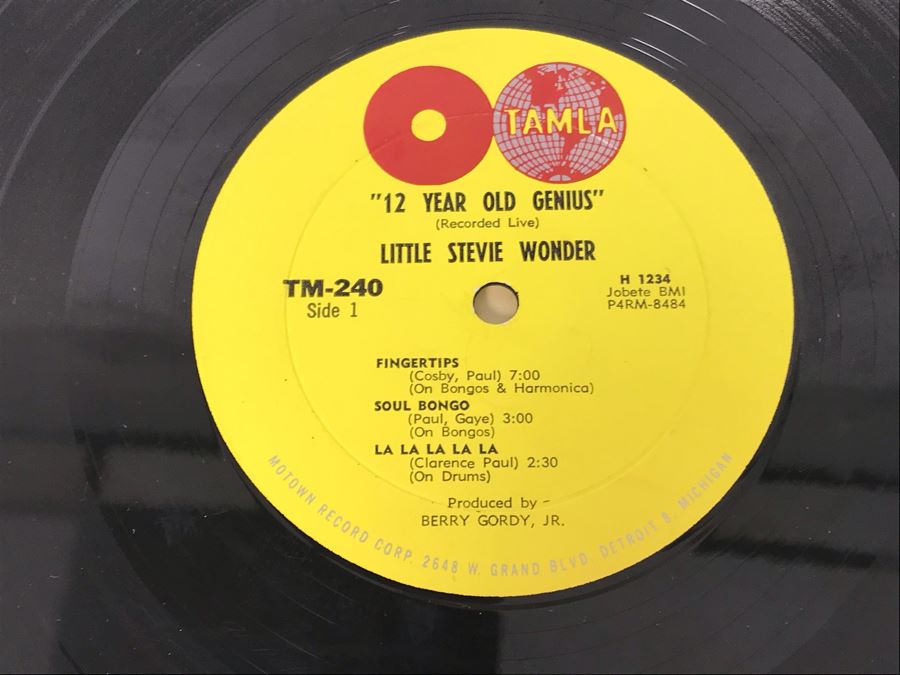 TAMLA
"12 YEAR OLD GENIUS"
(Recorded Live)
LITTLE STEVIE WONDER
TM-240
Side 1
H 1234
Jobete BMI
P4RM-8484
FINGERTIPS
(Cosby, Paul) 7:00
(On Bongos & Harmonica)
SOUL BONGO
(Paul, Gaye) 3:00
(On Bongos)
LA LA LA LA LA
(Clarence Paul) 2:30
(On Drums)
Produced by -
BERRY GORDY, JR.
MOTOWN RECORD CORP. 2648 W. GRAND BLVD. DETROIT 8, MICHIGAN